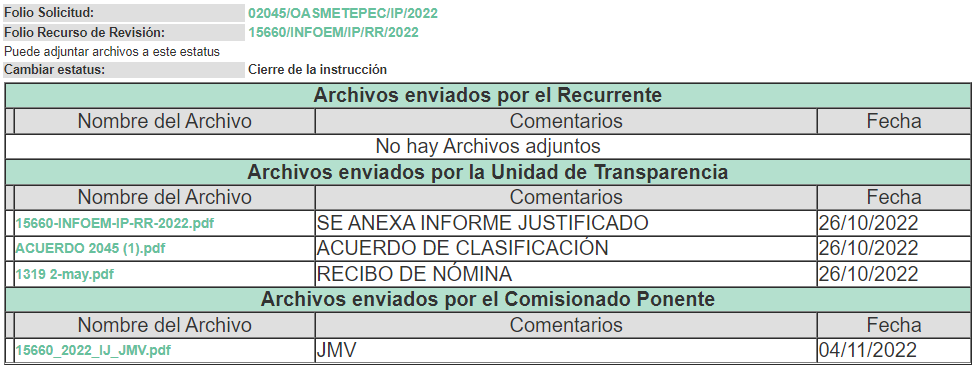 Folio Solicitud: 02045/OASMETEPEC/IP/2022
Folio Recurso de Revisión: 15660/INFOEM/IP/RR/2022
Puede adjuntar archivos a este estatus
Cambiar estatus: Cierre de la instrucción
Archivos enviados por el Recurrente
Nombre del Archivo Comentarios Fecha
No hay Archivos adjuntos
Archivos enviados por la Unidad de Transparencia
Nombre del Archivo Comentarios Fecha
15660-INFOEM-IP-RR-2022.pdf SE ANEXA INFORME JUSTIFICADO 26/10/2022
ACUERDO 2045 (1).pdf ACUERDO DE CLASIFICACIÓN 26/10/2022
1319 2-may.pdf RECIBO DE NÓMINA 26/10/2022
Archivos enviados por el Comisionado Ponente
Nombre del Archivo Comentarios Fecha
15660_2022_IJ_JMV.pdf JMV 04/11/2022